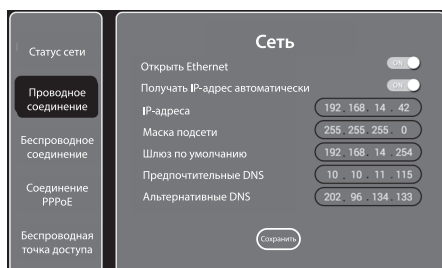 Статус сети
Проводное
соединение
Беспроводное
соединение
Соединение
PPPoE
Беспроводная
точка доступа
Сеть
Открыть Ethernet ON
Получать IP-адрес автоматически ON
IP-адреса 192 . 168 . 14 . 42
Маска подсети 255 . 255 . 255 . 0
Шлюз по умолчанию 192 . 168 . 14 . 254
Предпочтительные DNS 10 . 10 . 11 . 115
Альтернативные DNS 202 . 96 . 134 . 133
Сохранить